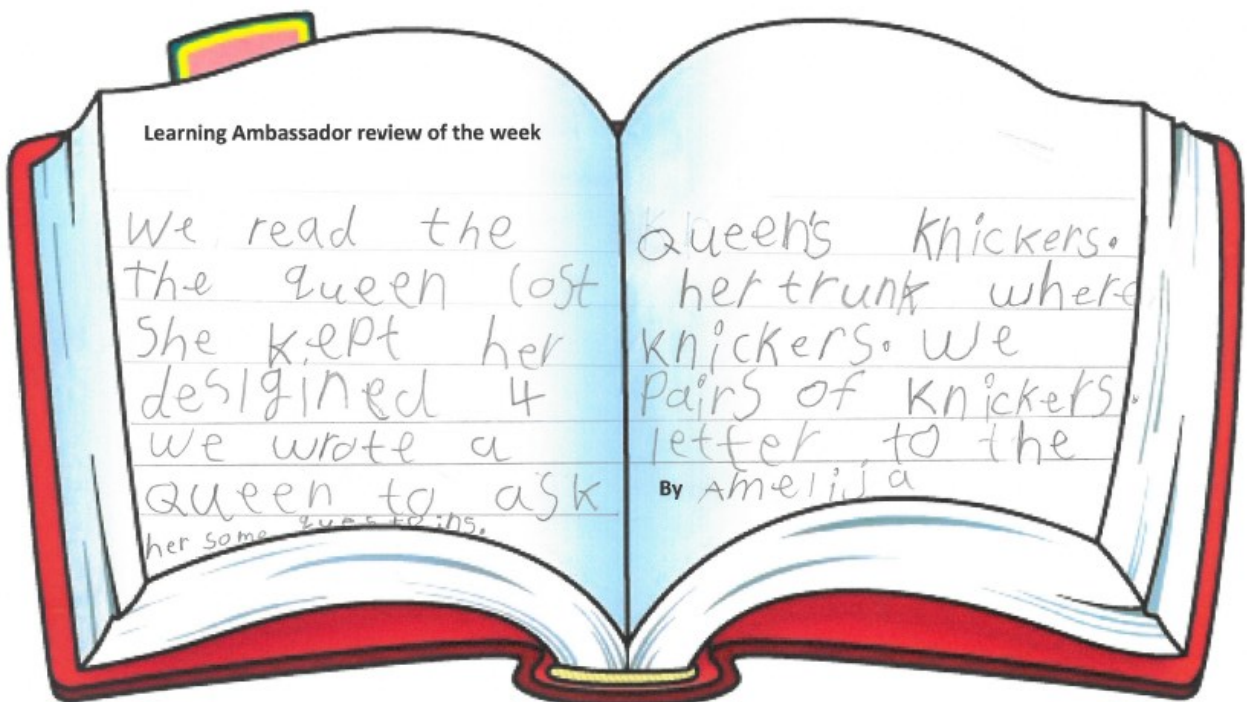 Learning Ambassador review of the week
We read the Queen's Knickers.
The queen lost her trunk where
She kept her knickers. We
desigined 4 Pairs of knickers.
we wrote a letter to the
Queen to ask
her some questoins.
By Amelija